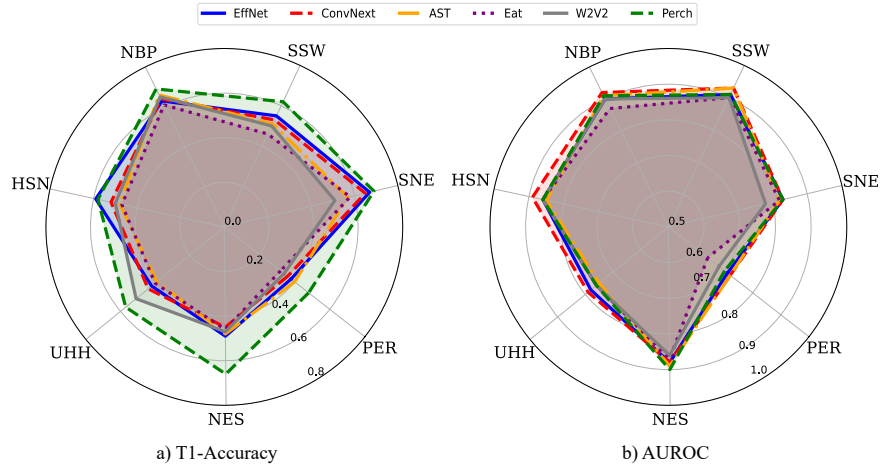 EffNet ConvNext AST Eat W2V2 Perch
NBP SSW
HSN SNE
UHH PER
NES
0.0
0.2
0.4
0.6
0.8
a) T1-Accuracy
NBP SSW
HSN SNE
UHH PER
NES
0.5
0.6
0.7
0.8
0.9
1.0
b) AUROC